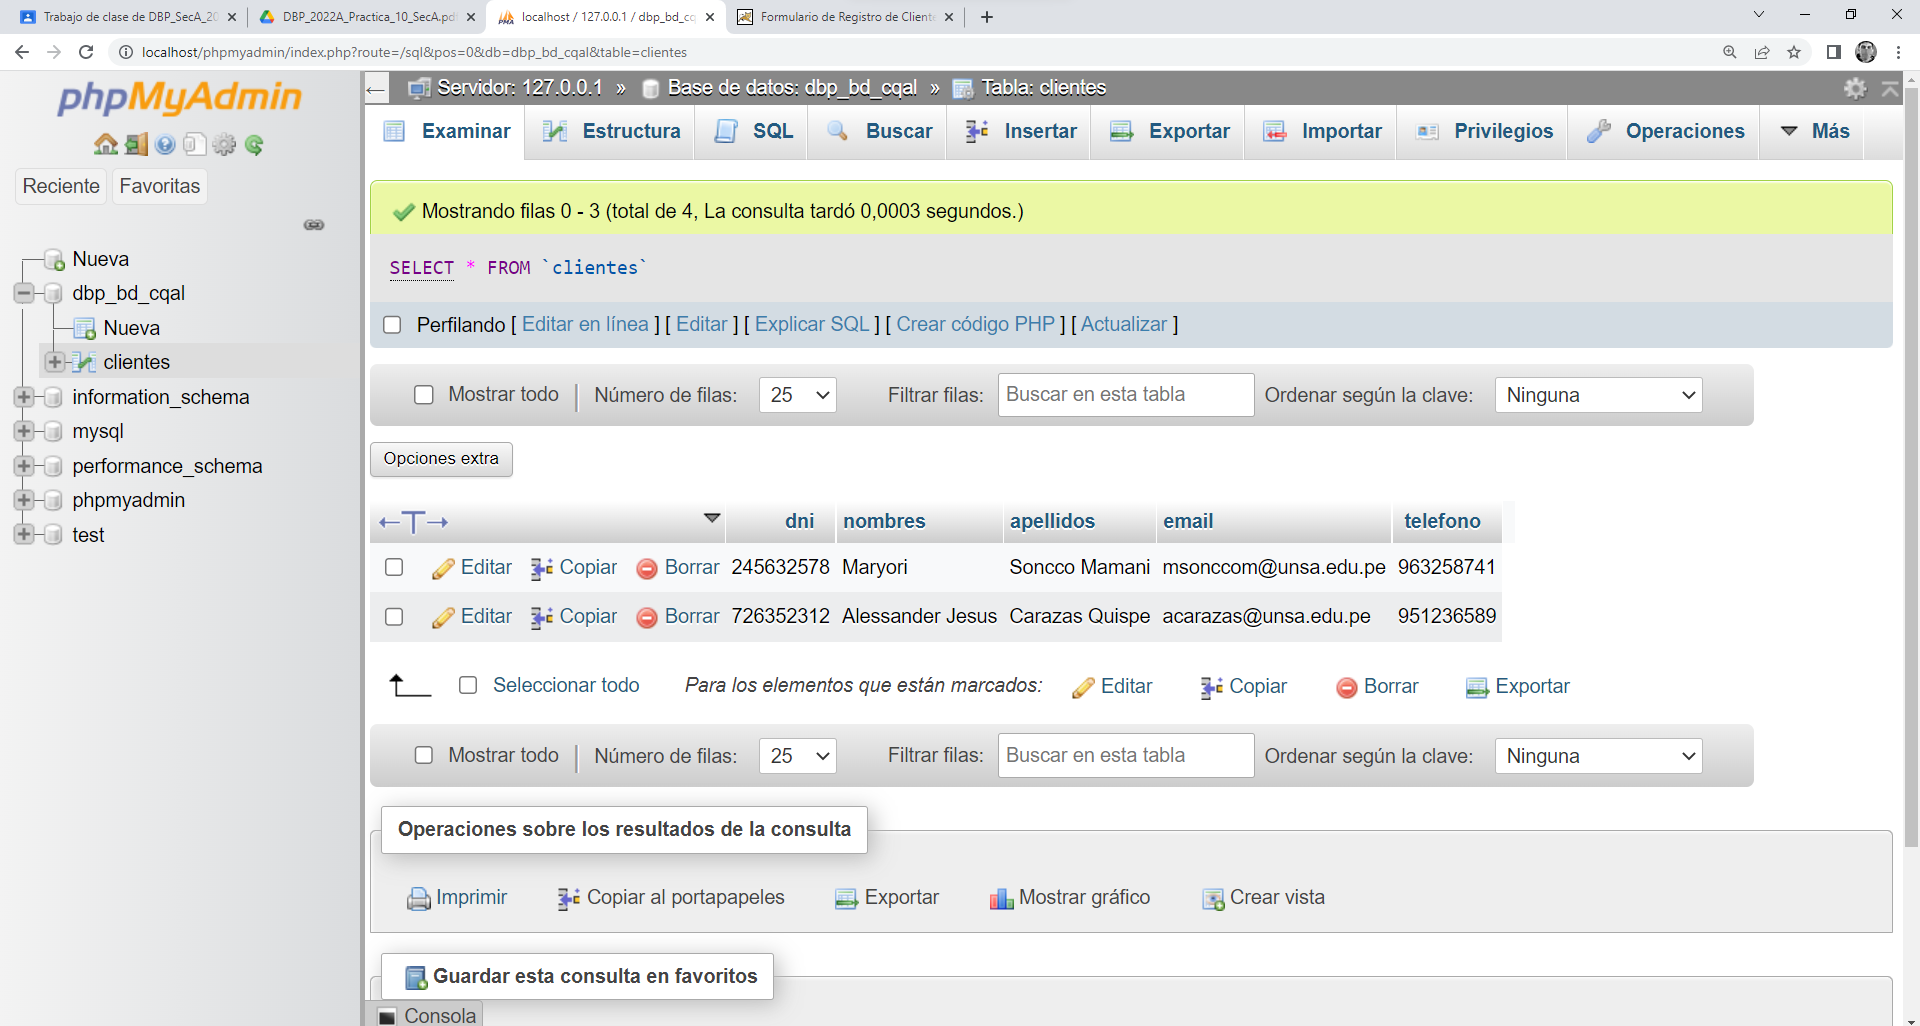 Trabajo de clase de DBP_SecA_20
DBP_2022A_Practica_10_SecA.pd
localhost / 127.0.0.1 / dbp_bd_cq
Formulario de Registro de Cliente
localhost/phpmyadmin/index.php?route=/sql&pos=0&db=dbp_bd_cqal&table=clientes
phpMyAdmin
Reciente
Favoritas
Nueva
dbp_bd_cqal
Nueva
clientes
information_schema
mysql
performance_schema
phpmyadmin
test
Servidor: 127.0.0.1 » Base de datos: dbp_bd_cqal » Tabla: clientes
Examinar Estructura SQL Buscar Insertar Exportar Importar Privilegios Operaciones Más
Mostrando filas 0 - 3 (total de 4, La consulta tardó 0,0003 segundos.)
SELECT * FROM `clientes`
Perfilando [ Editar en línea ] [ Editar ] [ Explicar SQL ] [ Crear código PHP ] [ Actualizar ]
Mostrar todo | Número de filas: 25 Filtrar filas: Buscar en esta tabla Ordenar según la clave: Ninguna
Opciones extra
←T→ dni nombres apellidos email telefono
Editar Copiar Borrar 245632578 Maryori Soncco Mamani msonccom@unsa.edu.pe 963258741
Editar Copiar Borrar 726352312 Alessander Jesus Carazas Quispe acarazas@unsa.edu.pe 951236589
Seleccionar todo Para los elementos que están marcados: Editar Copiar Borrar Exportar
Mostrar todo | Número de filas: 25 Filtrar filas: Buscar en esta tabla Ordenar según la clave: Ninguna
Operaciones sobre los resultados de la consulta
Imprimir Copiar al portapapeles Exportar Mostrar gráfico Crear vista
Guardar esta consulta en favoritos
Consola